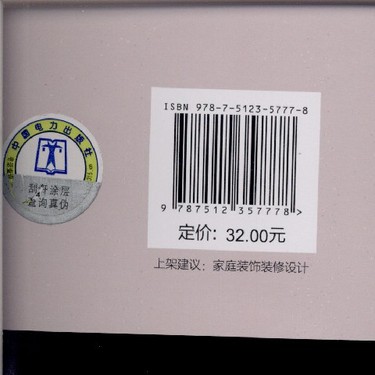 ISBN 978-7-5123-5777-8
9 787512 357778 >
定价：32.00元
上架建议：家庭装饰装修设计
中国电力出版社
刮开涂层
查询真伪